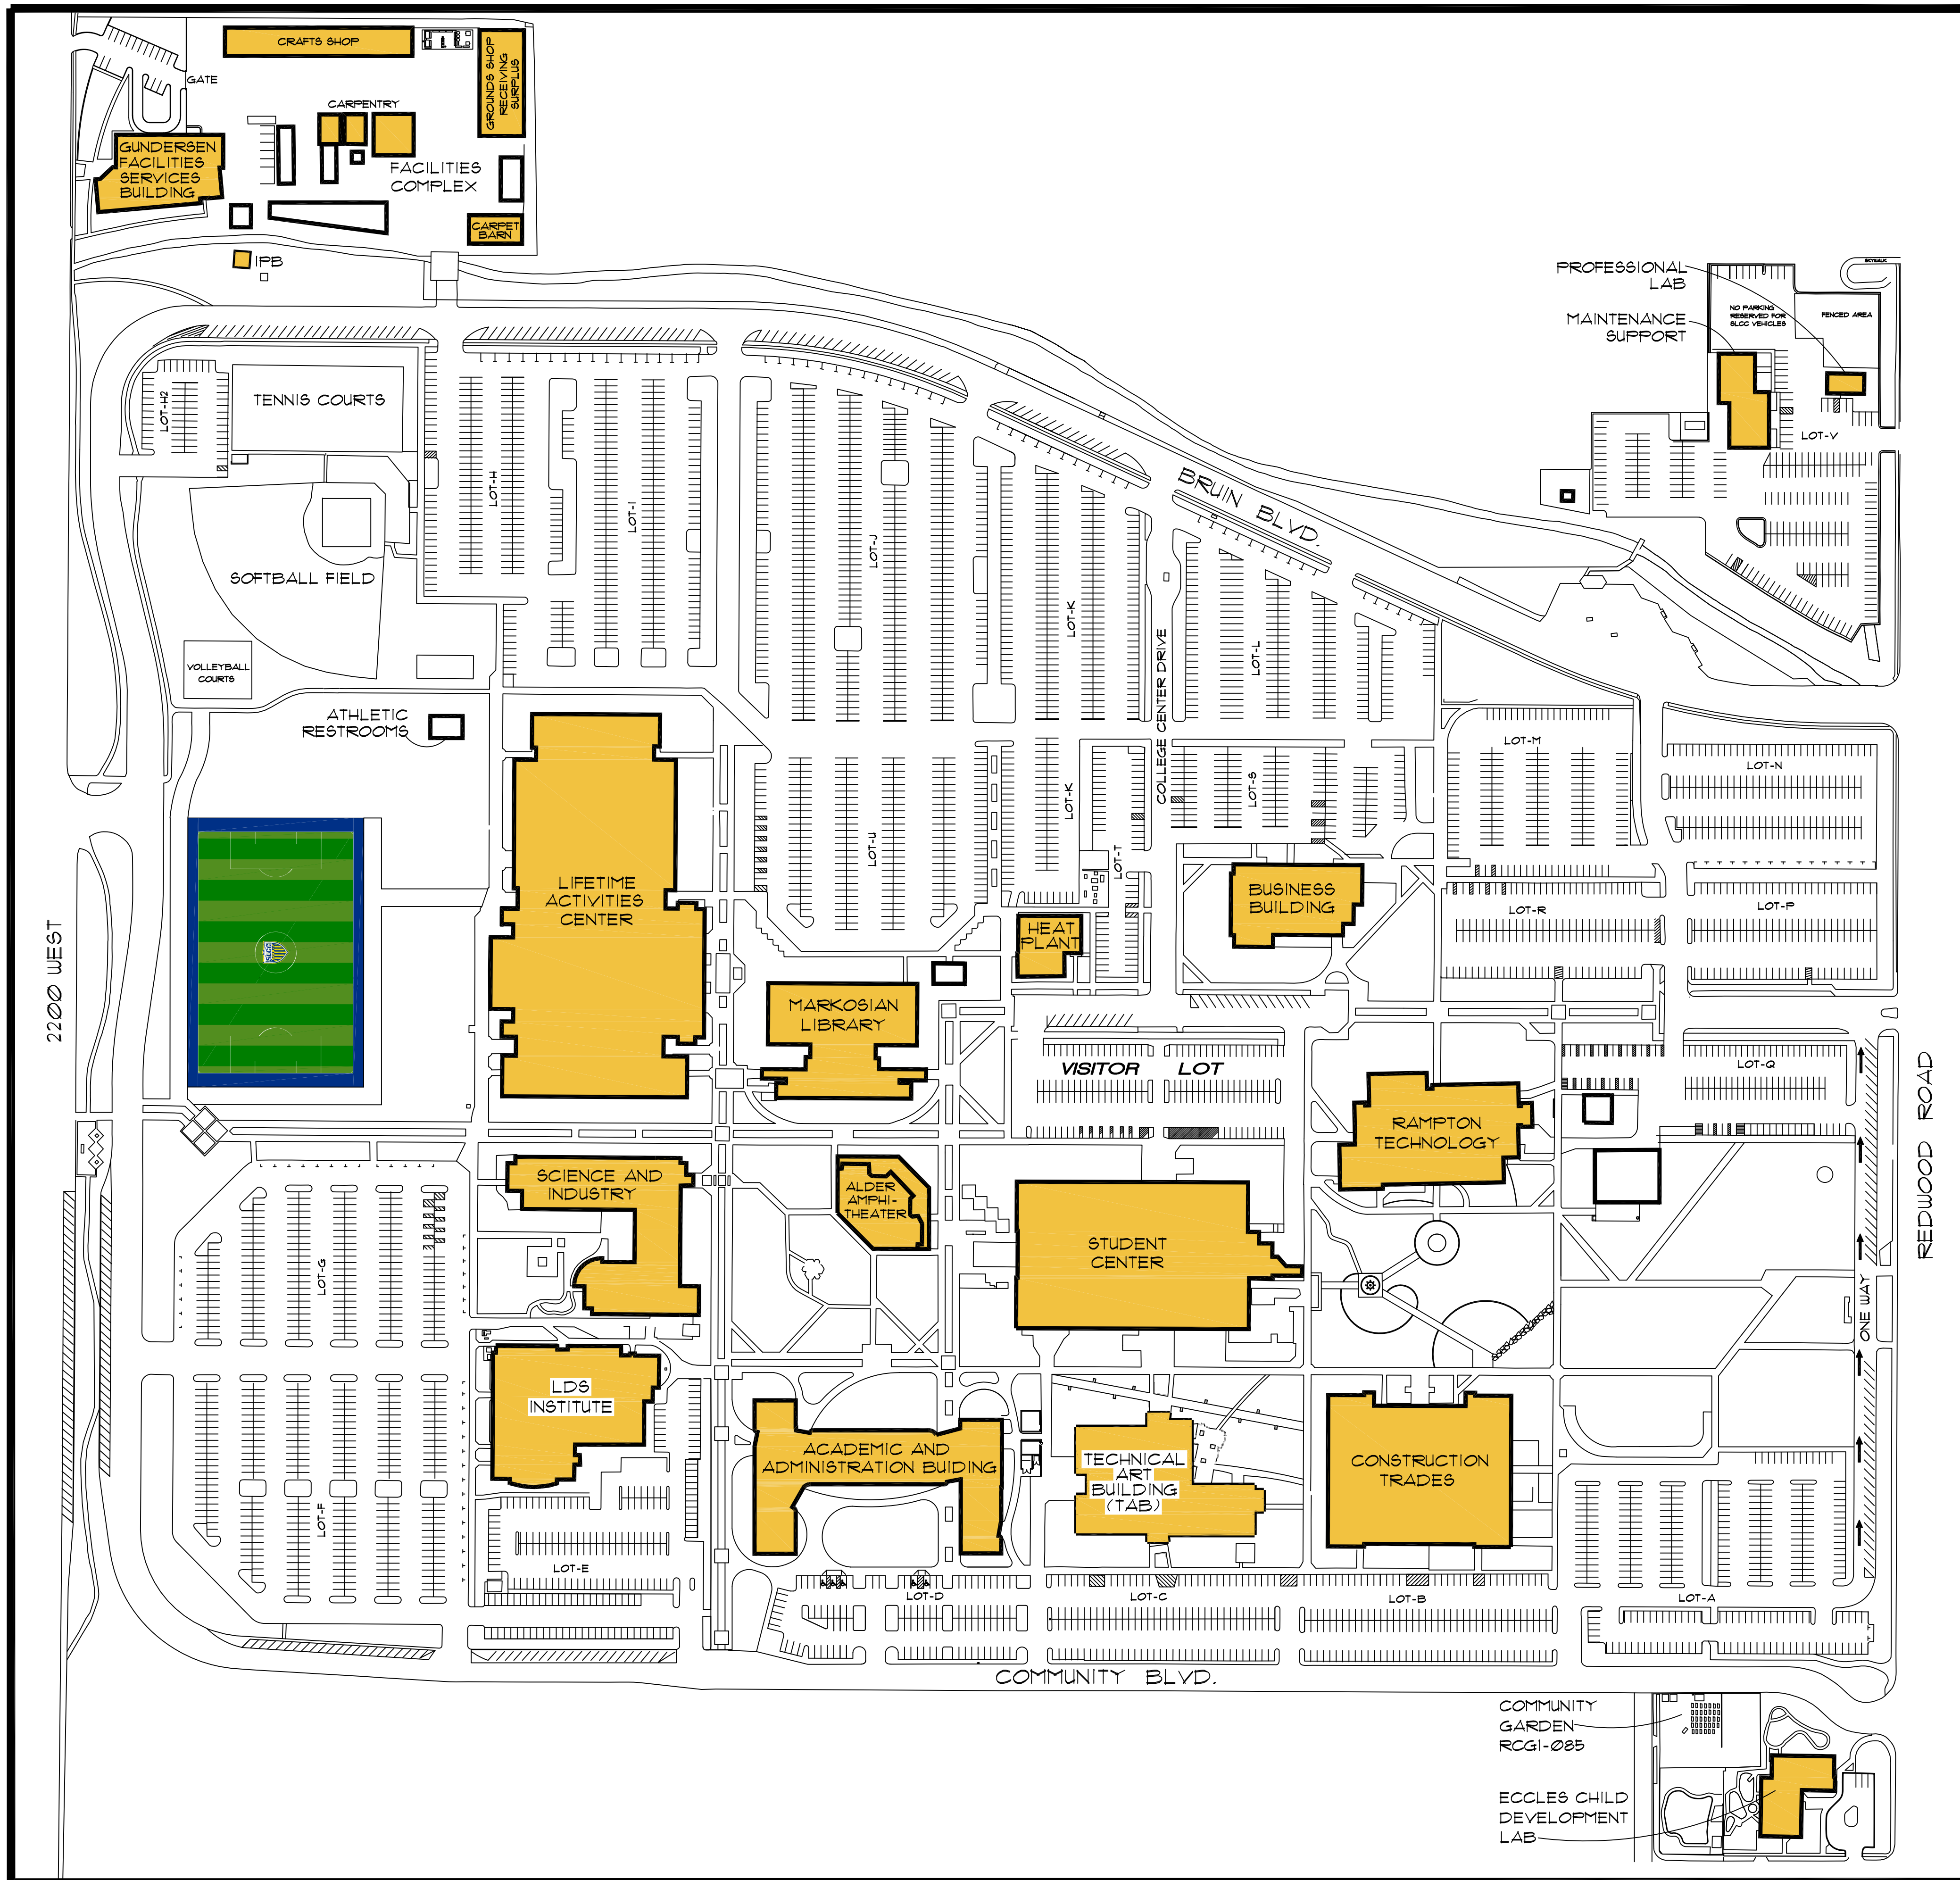 CRAFTS SHOP
GROUNDS SHOP
RECEIVING
SURPLUS
GATE
CARPENTRY
GUNDERSEN
FACILITIES
SERVICES
BUILDING
FACILITIES
COMPLEX
CARPET
BARN
IPB
PROFESSIONAL
LAB
MAINTENANCE
SUPPORT
SKYWALK
NO PARKING
RESERVED FOR
SLCC VEHICLES
FENCED AREA
LOT-V
LOT-H2
TENNIS COURTS
LOT-H
LOT-I
LOT-J
BRUIN BLVD.
SOFTBALL FIELD
LOT-K
LOT-L
COLLEGE CENTER DRIVE
VOLLEYBALL
COURTS
ATHLETIC
RESTROOMS
LOT-M
LOT-N
LOT-S
LOT-K
LOT-U
LOT-T
LIFETIME
ACTIVITIES
CENTER
BUSINESS
BUILDING
LOT-R
LOT-P
HEAT
PLANT
2200 WEST
MARKOSIAN
LIBRARY
VISITOR LOT
LOT-Q
REDWOOD ROAD
RAMPTON
TECHNOLOGY
SCIENCE AND
INDUSTRY
ALDER
AMPHI-
THEATER
STUDENT
CENTER
LOT-G
ONE WAY
LDS
INSTITUTE
ACADEMIC AND
ADMINISTRATION BUIDING
TECHNICAL
ART
BUILDING
(TAB)
CONSTRUCTION
TRADES
LOT-F
LOT-E
LOT-D
LOT-C
LOT-B
LOT-A
COMMUNITY BLVD.
COMMUNITY
GARDEN
RCG1-085
ECCLES CHILD
DEVELOPMENT
LAB